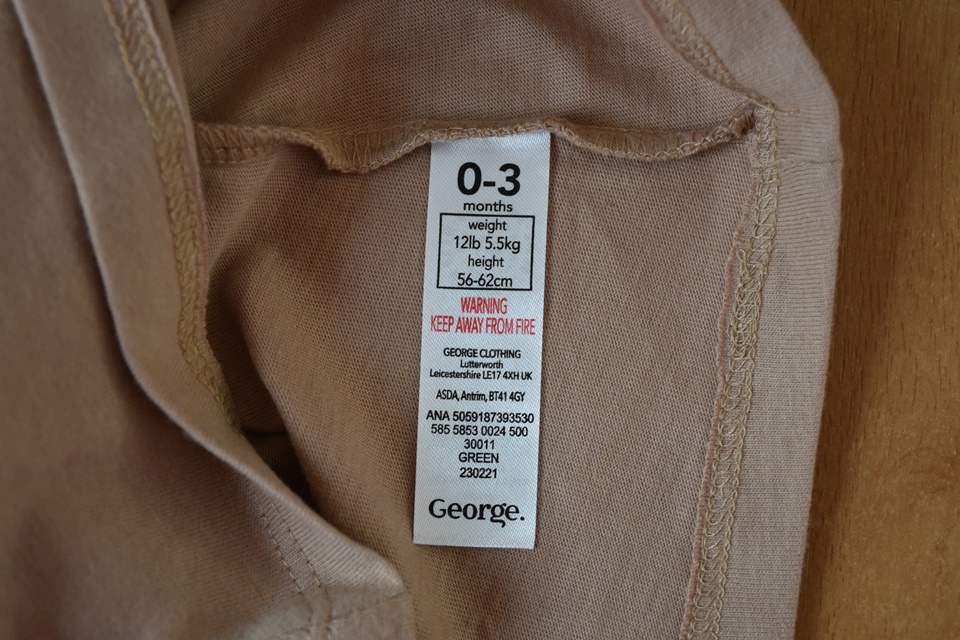 0-3
months
weight
12lb 5.5kg
height
56-62cm
WARNING
KEEP AWAY FROM FIRE
GEORGE CLOTHING
Lutterworth
Leicestershire LE17 4XH UK
ASDA, Antrim, BT41 4GY
ANA 5059187393530
585 5853 0024 500
30011
GREEN
230221
George.